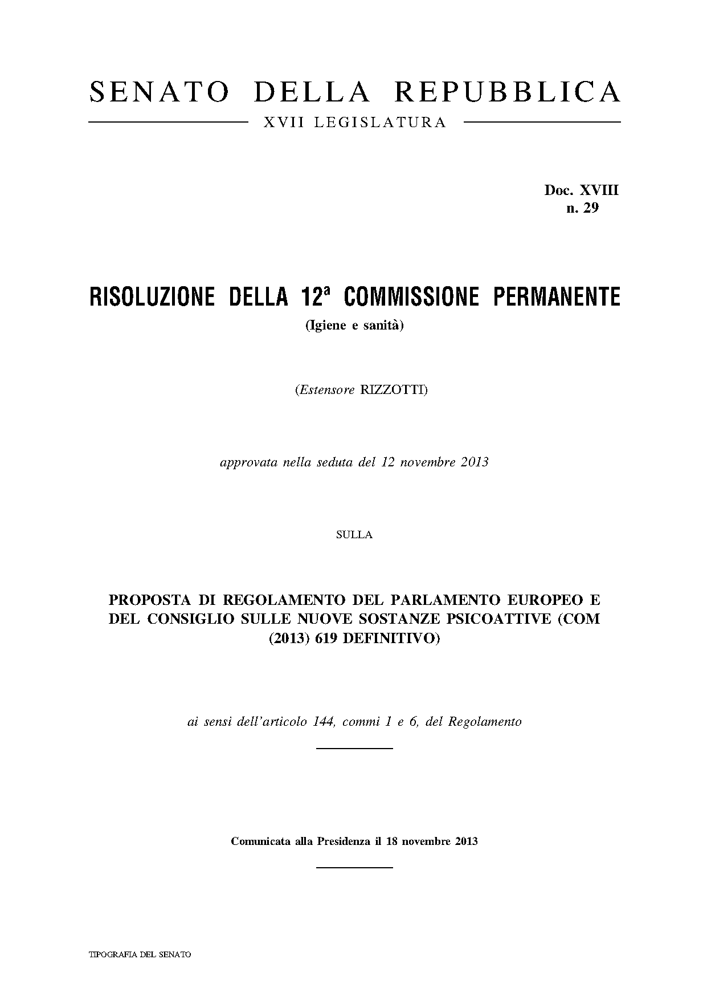 SENATO DELLA REPUBBLICA
XVII LEGISLATURA
Doc. XVIII
n. 29
RISOLUZIONE DELLA 12ª COMMISSIONE PERMANENTE
(Igiene e sanità)
(Estensore RIZZOTTI)
approvata nella seduta del 12 novembre 2013
SULLA
PROPOSTA DI REGOLAMENTO DEL PARLAMENTO EUROPEO E
DEL CONSIGLIO SULLE NUOVE SOSTANZE PSICOATTIVE (COM
(2013) 619 DEFINITIVO)
ai sensi dell'articolo 144, commi 1 e 6, del Regolamento
Comunicata alla Presidenza il 18 novembre 2013
TIPOGRAFIA DEL SENATO